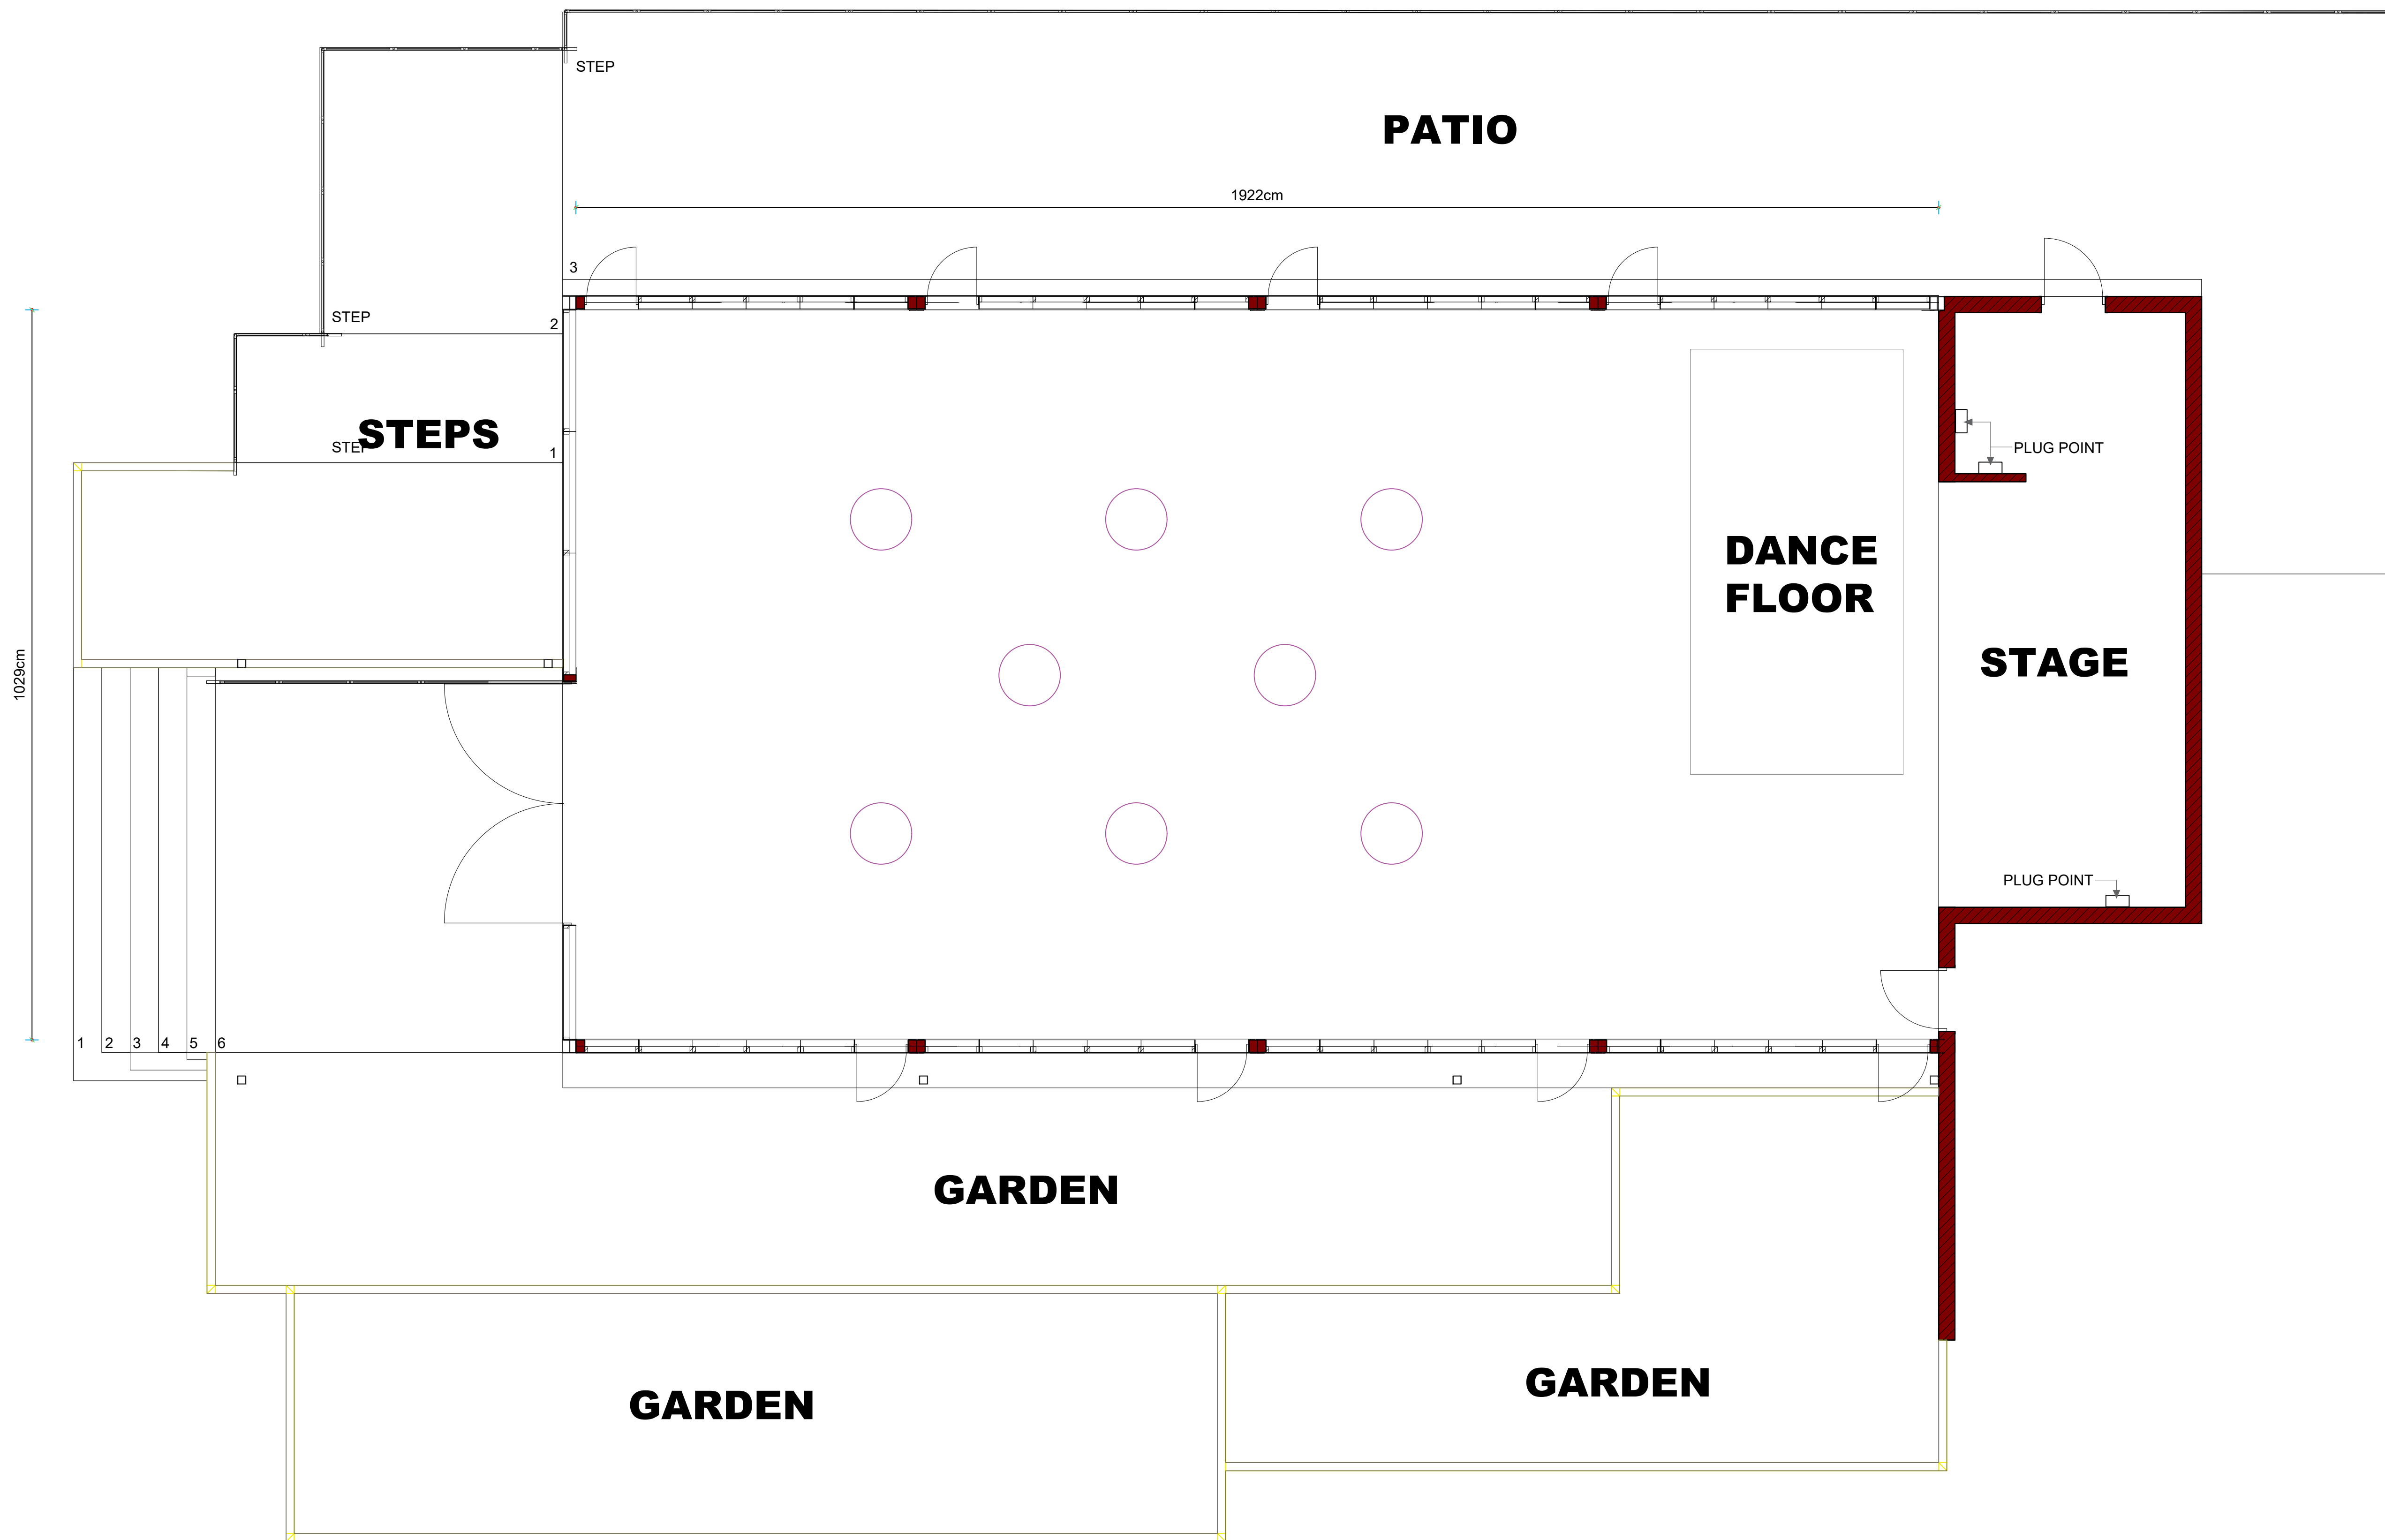 STEP
PATIO
1922cm
3
STEP
2
STEPS
STEP
1
PLUG POINT
DANCE
FLOOR
STAGE
1029cm
PLUG POINT
1
2
3
4
5
6
GARDEN
GARDEN
GARDEN